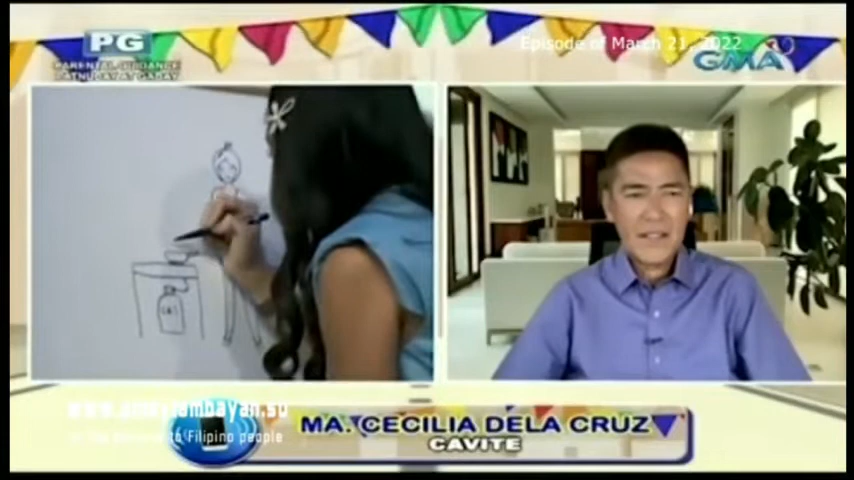 PG
PARENTAL GUIDANCE
PATNUBAY AT GABAY
Episode of March 21, 2022
GMA
GAS
to Filipino people
MA. CECILIA DELA CRUZ
CAVITE